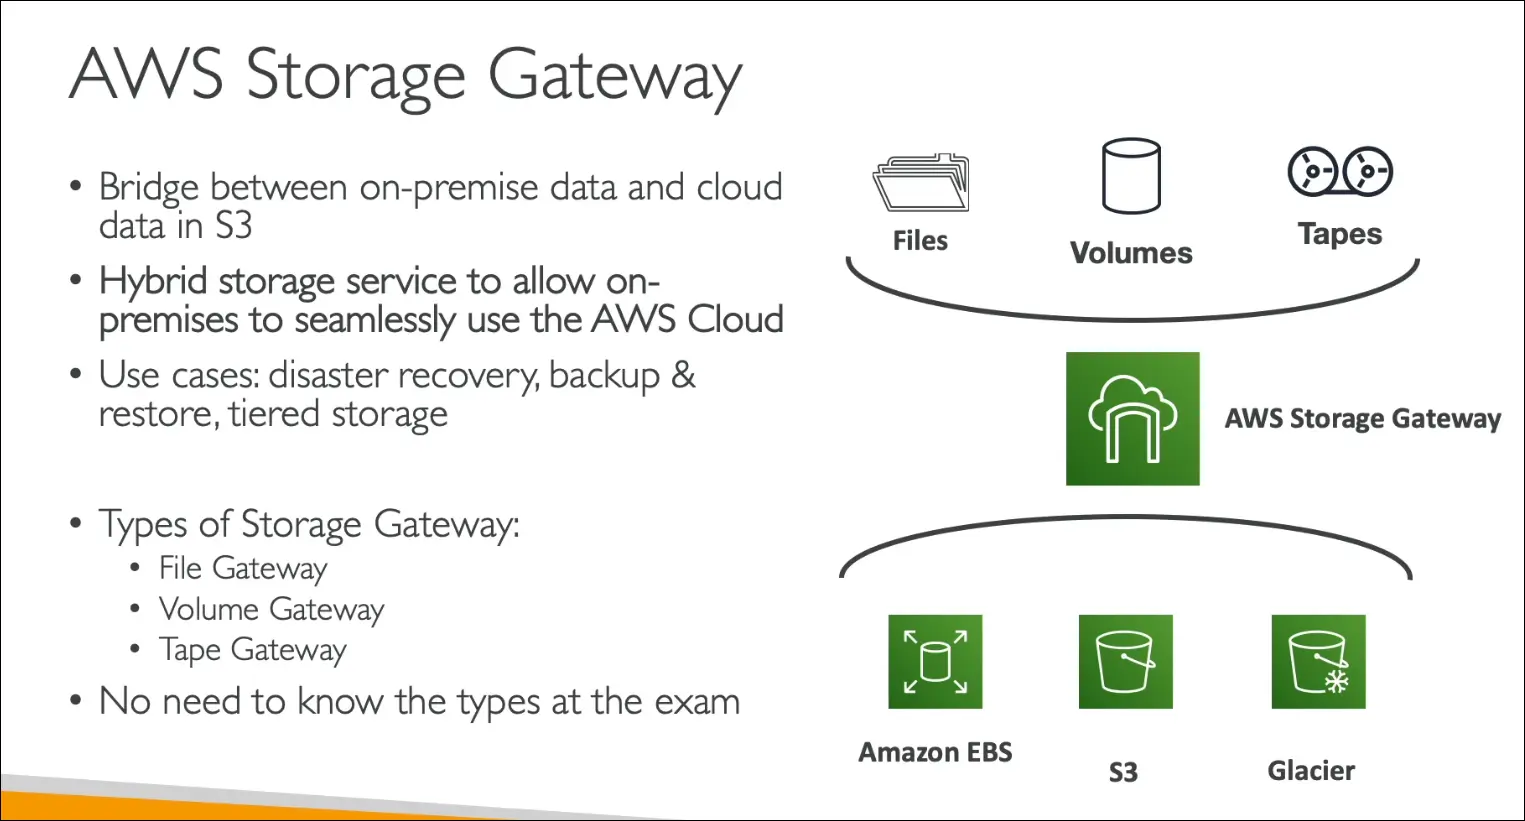 AWS Storage Gateway
• Bridge between on-premise data and cloud
data in S3
• Hybrid storage service to allow on-
premises to seamlessly use the AWS Cloud
• Use cases: disaster recovery, backup &
restore, tiered storage
• Types of Storage Gateway:
• File Gateway
• Volume Gateway
• Tape Gateway
• No need to know the types at the exam
Files
Volumes
Tapes
AWS Storage Gateway
Amazon EBS
S3
Glacier